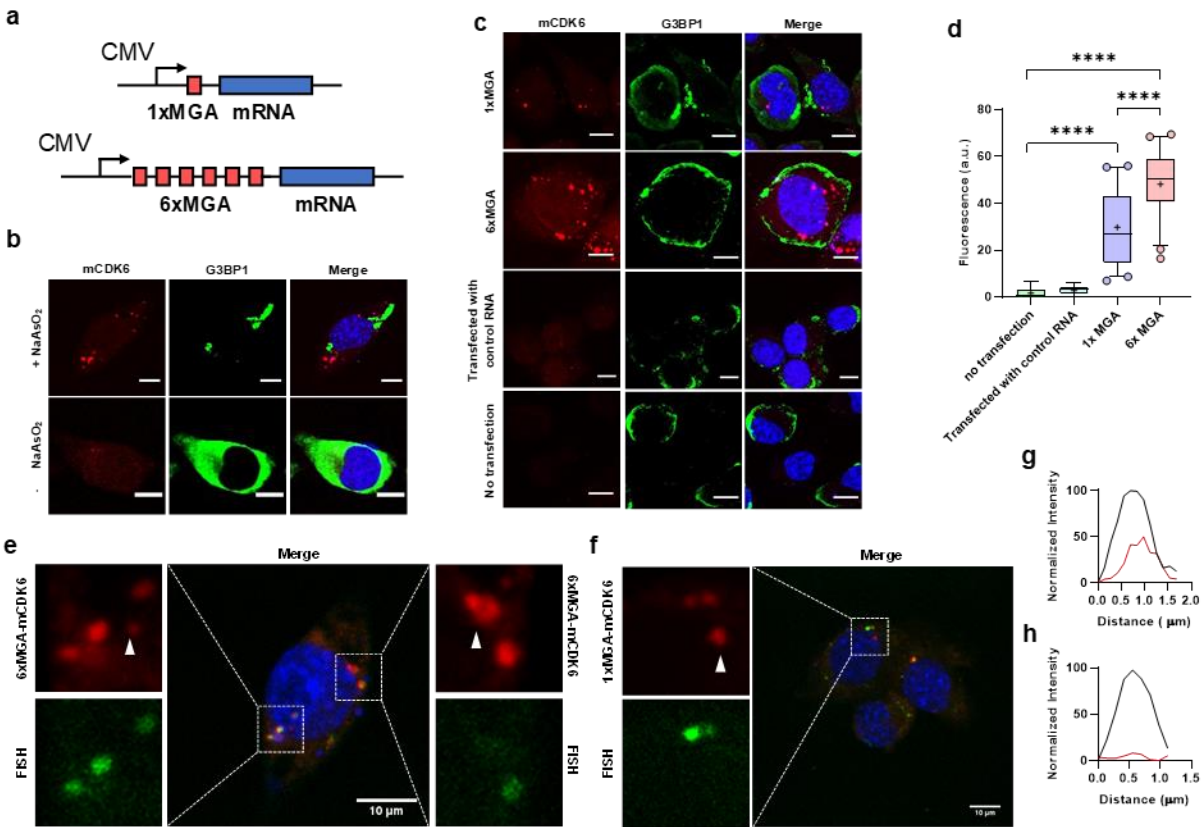 a
CMV
1xMGA mRNA
CMV
6xMGA mRNA
b
mCDK6 G3BP1 Merge
+ NaAsO2
- NaAsO2
c
mCDK6 G3BP1 Merge
1xMGA
6xMGA
Transfected with
control RNA
No transfection
d
****
****
****
80
60
40
20
0
Fluorescence (a.u.)
no transfection
Transfected with control RNA
1x MGA
6x MGA
e
Merge
6xMGA-mCDK6
FISH
6xMGA-mCDK6
FISH
10 µm
f
Merge
1xMGA-mCDK6
FISH
10 µm
g
Normalized Intensity
100
50
0
0.0 0.5 1.0 1.5 2.0
Distance ( µm)
h
Normalized Intensity
100
50
0
0.0 0.5 1.0 1.5
Distance (µm)